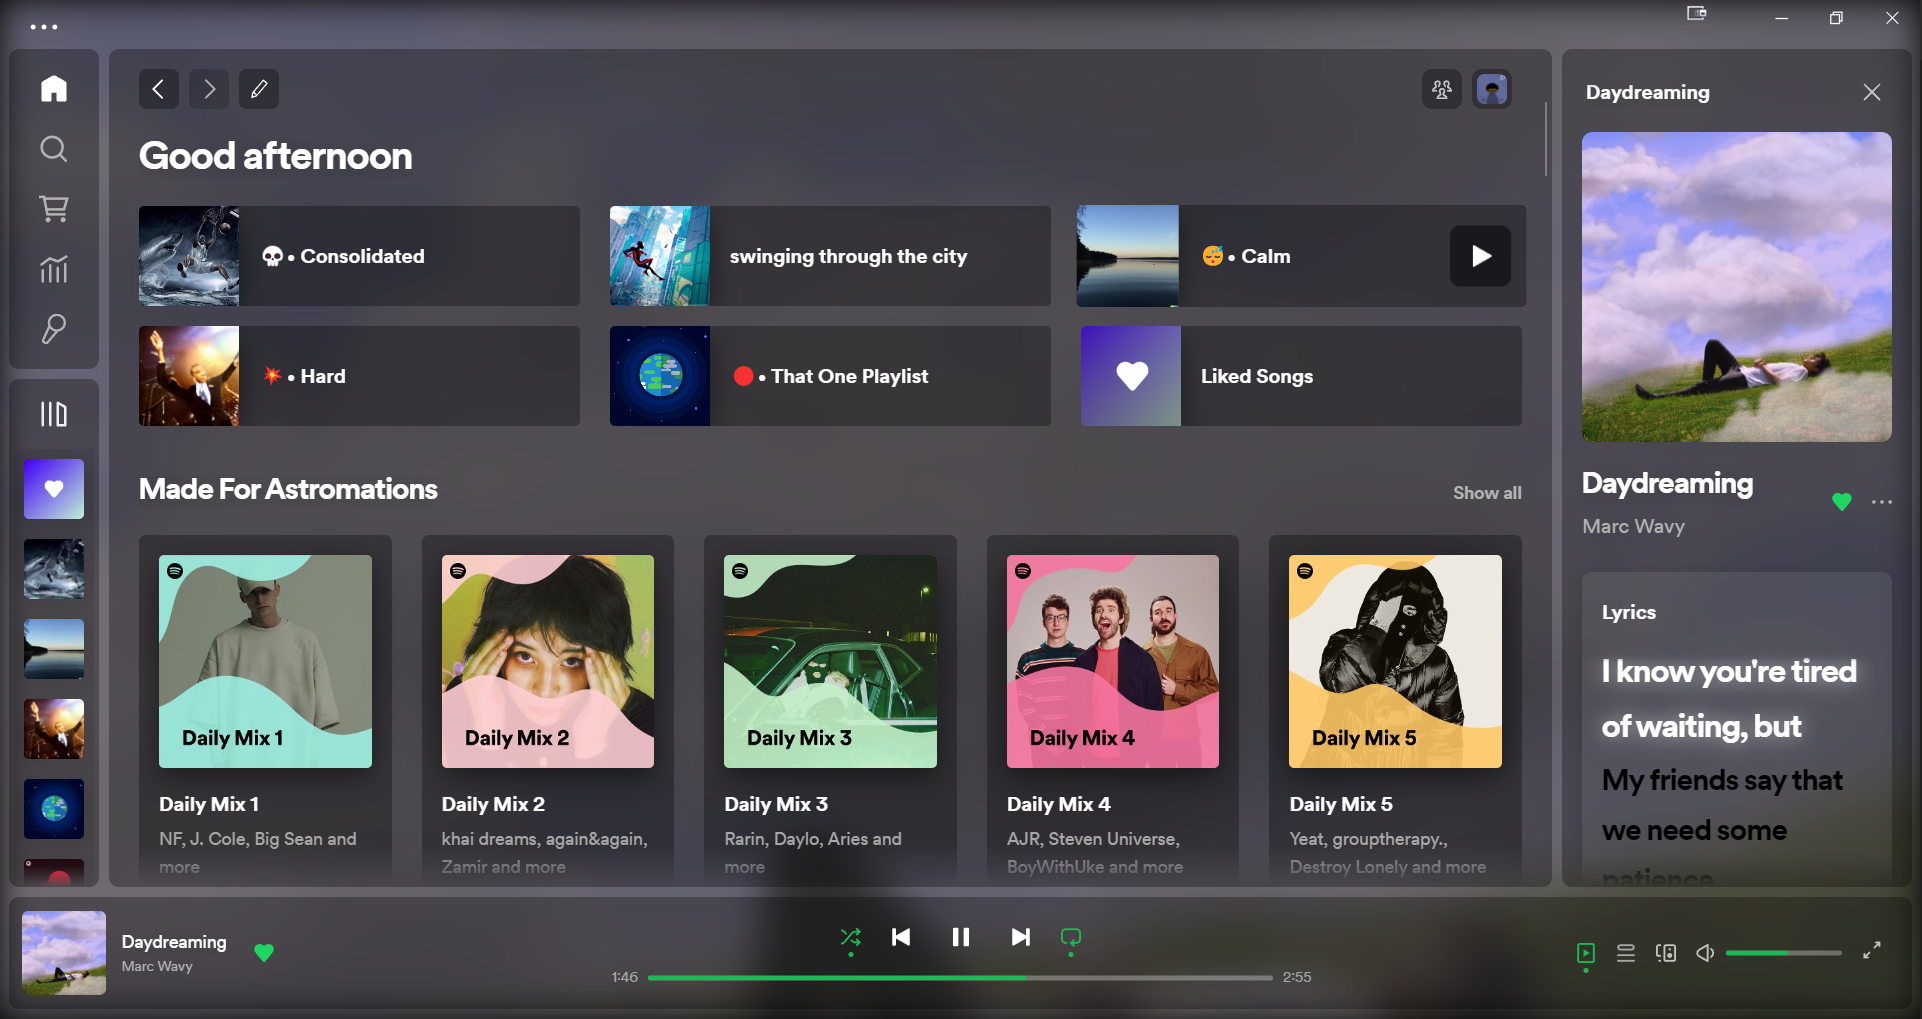 Good afternoon
💀 • Consolidated
swinging through the city
😴 • Calm
💥 • Hard
🔴 • That One Playlist
Liked Songs
Made For Astromations
Show all
Daily Mix 1
Daily Mix 2
Daily Mix 3
Daily Mix 4
Daily Mix 5
Daily Mix 1
NF, J. Cole, Big Sean and
more
Daily Mix 2
khai dreams, again&again,
Zamir and more
Daily Mix 3
Rarin, Daylo, Aries and
more
Daily Mix 4
AJR, Steven Universe,
BoyWithUke and more
Daily Mix 5
Yeat, grouptherapy.,
Destroy Lonely and more
Daydreaming
Daydreaming
Marc Wavy
Lyrics
I know you're tired
of waiting, but
My friends say that
we need some
patience
Daydreaming
Marc Wavy
1:46
2:55